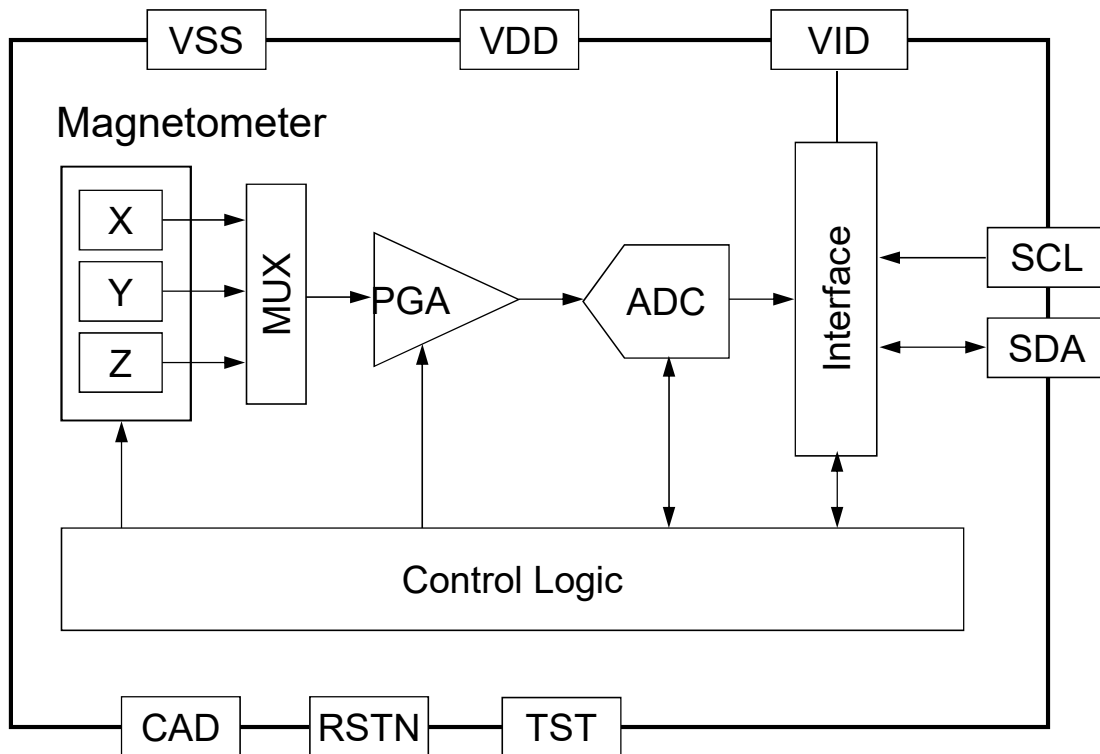 VSS
VDD
VID
Magnetometer
X
Y
Z
MUX
PGA
ADC
Interface
SCL
SDA
Control Logic
CAD
RSTN
TST